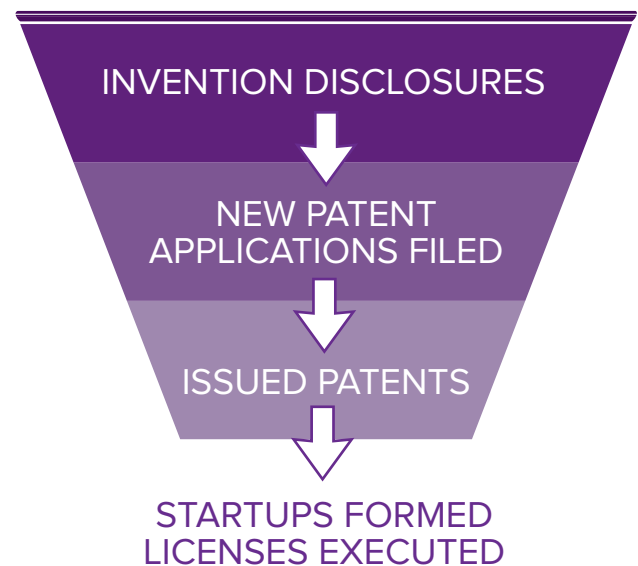 INVENTION DISCLOSURES
NEW PATENT
APPLICATIONS FILED
ISSUED PATENTS
STARTUPS FORMED
LICENSES EXECUTED